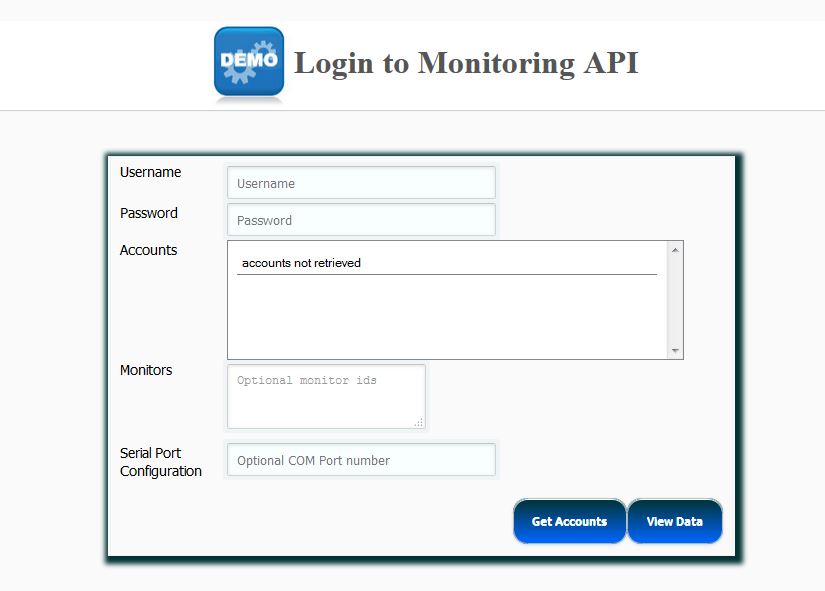 DEMO
Login to Monitoring API
Username
Username
Password
Password
Accounts
accounts not retrieved
Monitors
Optional monitor ids
Serial Port
Configuration
Optional COM Port number
Get Accounts
View Data